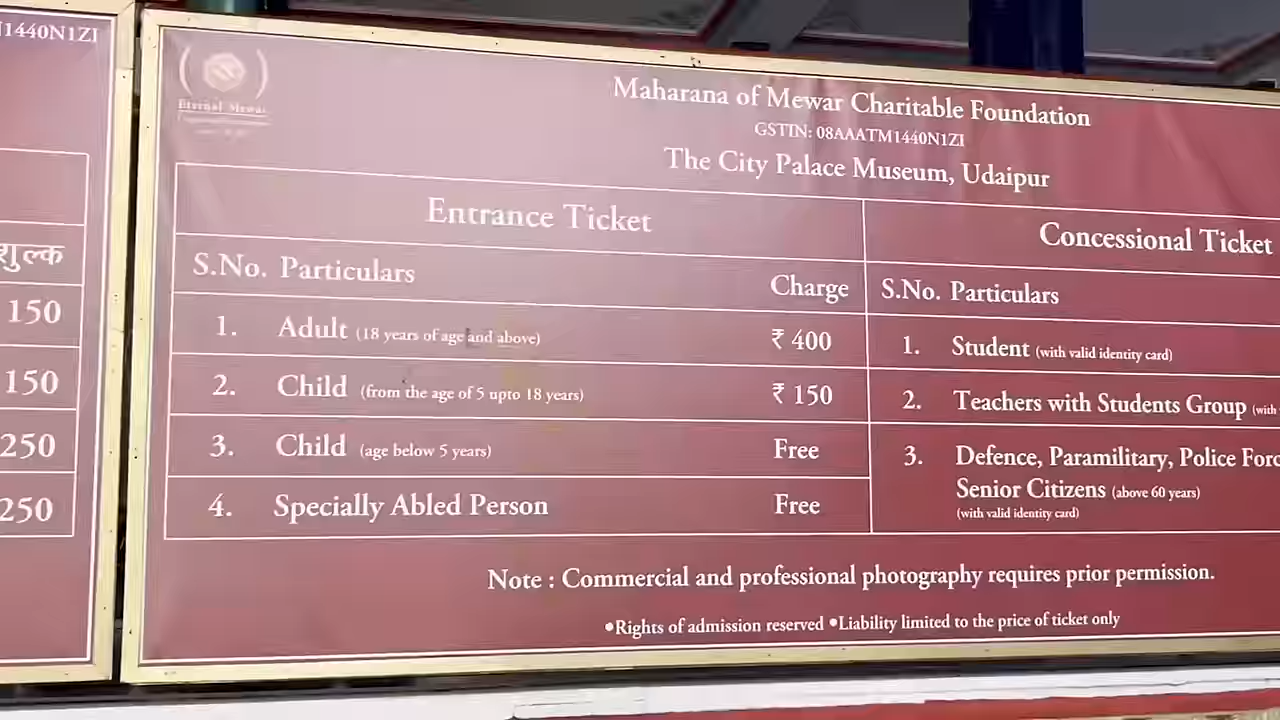 1440N1ZI
शुल्क
150
150
250
250
Eternal Mewar
Maharana of Mewar Charitable Foundation
GSTIN: 08AAATM1440N1ZI
The City Palace Museum, Udaipur
Entrance Ticket
S.No. Particulars Charge
1. Adult (18 years of age and above) ₹ 400
2. Child (from the age of 5 upto 18 years) ₹ 150
3. Child (age below 5 years) Free
4. Specially Abled Person Free
Concessional Ticket
S.No. Particulars
1. Student (with valid identity card)
2. Teachers with Students Group (with
3. Defence, Paramilitary, Police Forc
Senior Citizens (above 60 years)
(with valid identity card)
Note : Commercial and professional photography requires prior permission.
•Rights of admission reserved •Liability limited to the price of ticket only